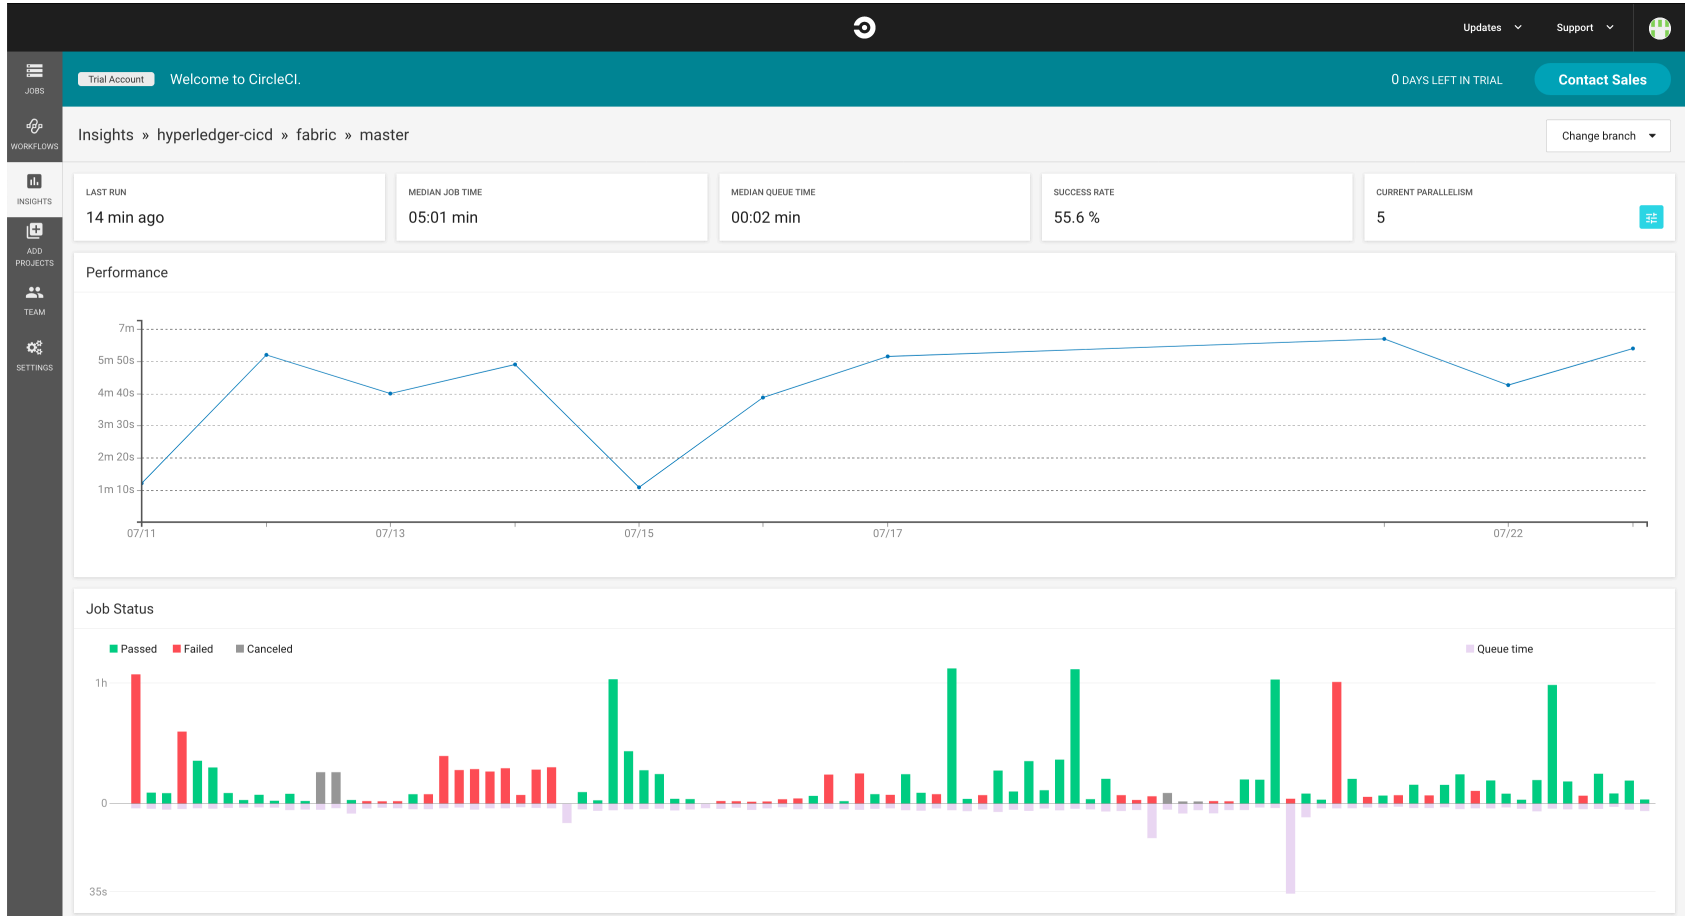 Updates
Support
JOBS
WORKFLOWS
INSIGHTS
ADD
PROJECTS
TEAM
SETTINGS
Trial Account
Welcome to CircleCI.
0 DAYS LEFT IN TRIAL
Contact Sales
Insights » hyperledger-cicd » fabric » master
Change branch
LAST RUN
14 min ago
MEDIAN JOB TIME
05:01 min
MEDIAN QUEUE TIME
00:02 min
SUCCESS RATE
55.6 %
CURRENT PARALLELISM
5
Performance
7m
5m 50s
4m 40s
3m 30s
2m 20s
1m 10s
07/11
07/13
07/15
07/17
07/22
Job Status
Passed
Failed
Canceled
Queue time
1h
0
35s